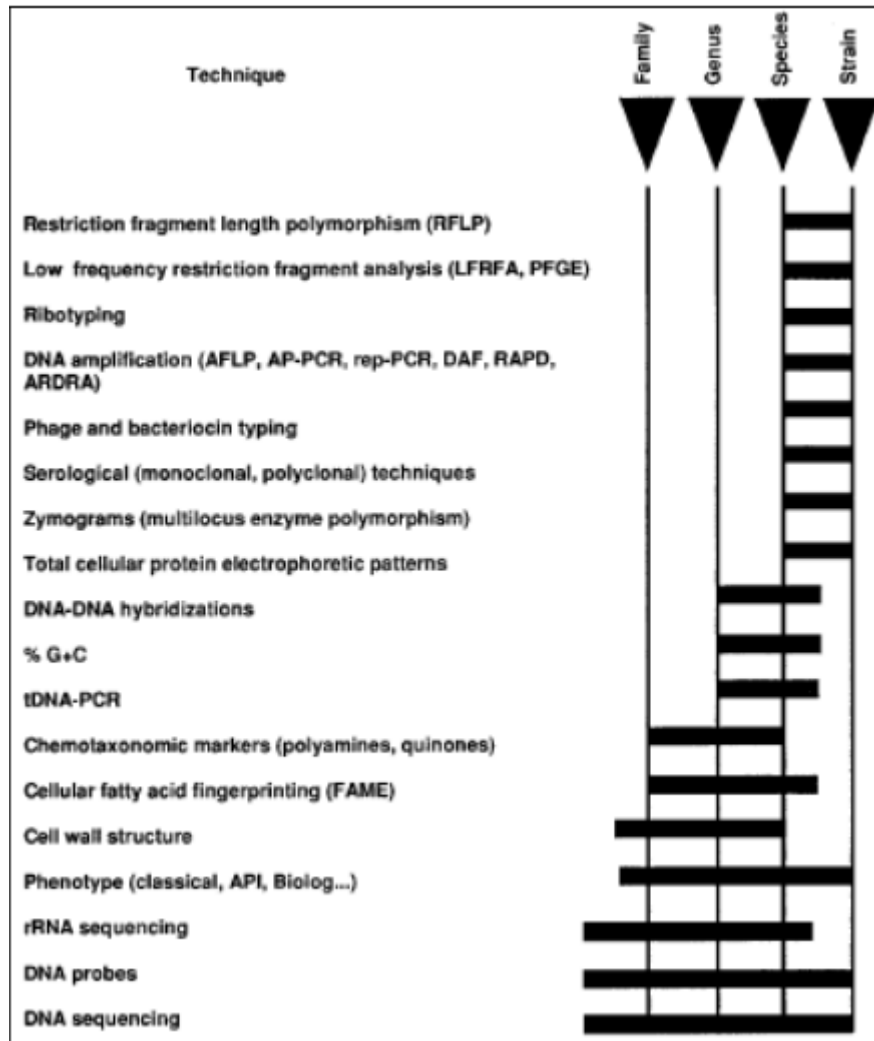 Technique
Family
Genus
Species
Strain
Restriction fragment length polymorphism (RFLP)
Low frequency restriction fragment analysis (LFRFA, PFGE)
Ribotyping
DNA amplification (AFLP, AP-PCR, rep-PCR, DAF, RAPD,
ARDRA)
Phage and bacteriocin typing
Serological (monoclonal, polyclonal) techniques
Zymograms (multilocus enzyme polymorphism)
Total cellular protein electrophoretic patterns
DNA-DNA hybridizations
% G+C
tDNA-PCR
Chemotaxonomic markers (polyamines, quinones)
Cellular fatty acid fingerprinting (FAME)
Cell wall structure
Phenotype (classical, API, Biolog...)
rRNA sequencing
DNA probes
DNA sequencing